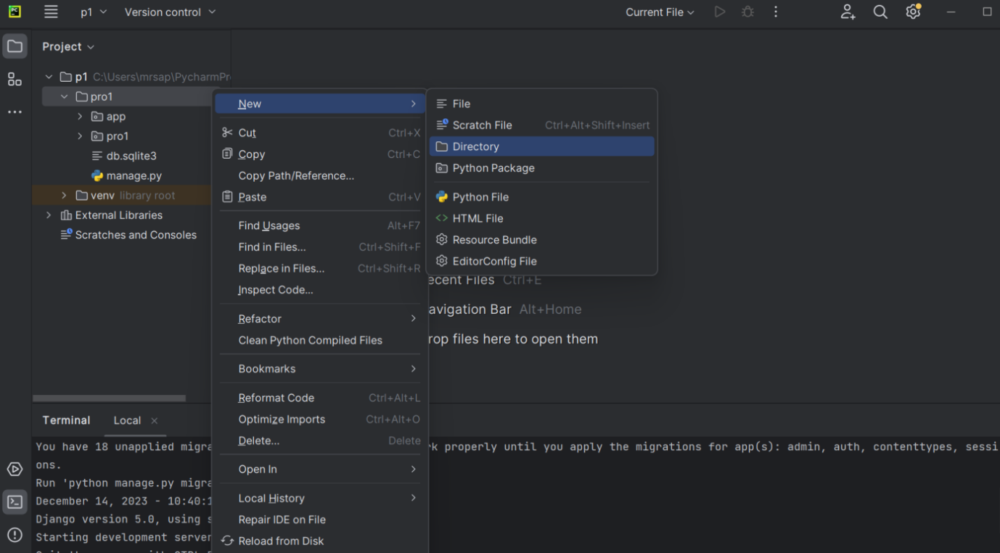 PC
p1
Version control
Current File
Project
p1 C:\Users\mrsap\PycharmPr
pro1
app
pro1
db.sqlite3
manage.py
venv library root
External Libraries
Scratches and Consoles
New
Cut Ctrl+X
Copy Ctrl+C
Copy Path/Reference...
Paste Ctrl+V
Find Usages Alt+F7
Find in Files... Ctrl+Shift+F
Replace in Files... Ctrl+Shift+R
Inspect Code...
Refactor
Clean Python Compiled Files
Bookmarks
Reformat Code Ctrl+Alt+L
Optimize Imports Ctrl+Alt+O
Delete... Delete
Open In
Local History
Repair IDE on File
Reload from Disk
File
Scratch File Ctrl+Alt+Shift+Insert
Directory
Python Package
Python File
HTML File
Resource Bundle
EditorConfig File
ecent Files Ctrl+E
avigation Bar Alt+Home
rop files here to open them
Terminal
Local
You have 18 unapplied migra k properly until you apply the migrations for app(s): admin, auth, contenttypes, sessi
ons.
Run 'python manage.py migra
December 14, 2023 - 10:40:1
Django version 5.0, using s
Starting development server